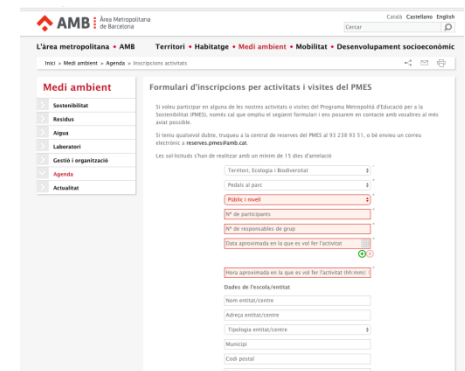 AMB Àrea Metropolitana
de Barcelona
Català Castellano English
Cercar
L'àrea metropolitana • AMB
Territori • Habitatge • Medi ambient • Mobilitat • Desenvolupament socioeconòmic
Inici » Medi ambient » Agenda » Inscripcions activitats
Medi ambient
Sostenibilitat
Residus
Aigua
Laboratori
Gestió i organització
Agenda
Actualitat
Formulari d'inscripcions per activitats i visites del PMES
Si voleu participar en alguna de les nostres activitats o visites del Programa Metropolità d'Educació per a la
Sostenibilitat (PMES), només cal que ompliu el següent formulari i ens posarem en contacte amb vosaltres al més
aviat possible.
Si teniu qualsevol dubte, truqueu a la central de reserves del PMES al 93 238 93 51, o bé envieu un correu
electrònic a reserves.pmes@amb.cat.
Les sol·licituds s'han de realitzar amb un mínim de 15 dies d'antelació
Territori, Ecologia i Biodiversitat
Pedals al parc
Públic i nivell
Nº de participants
Nº de responsables de grup
Data aproximada en la que es vol fer l'activitat
Hora aproximada en la que es vol fer l'activitat (hh:mm)
Dades de l'escola/entitat
Nom entitat/centre
Adreça entitat/centre
Tipologia entitat/centre
Municipi
Codi postal